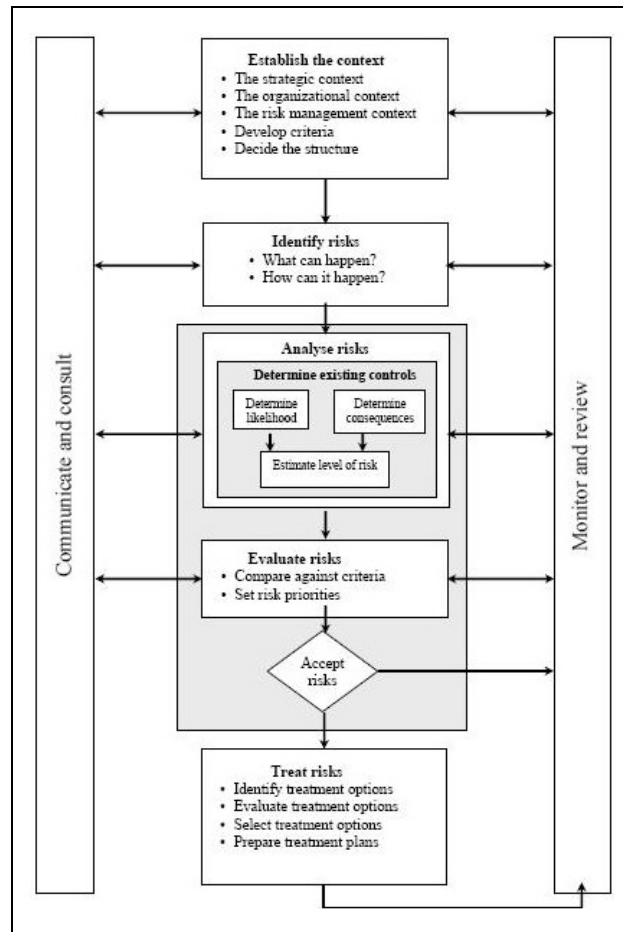 Establish the context
• The strategic context
• The organizational context
• The risk management context
• Develop criteria
• Decide the structure
Identify risks
• What can happen?
• How can it happen?
Analyse risks
Determine existing controls
Determine
likelihood
Determine
consequences
Estimate level of risk
Evaluate risks
• Compare against criteria
• Set risk priorities
Accept
risks
Treat risks
• Identify treatment options
• Evaluate treatment options
• Select treatment options
• Prepare treatment plans
Communicate and consult
Monitor and review